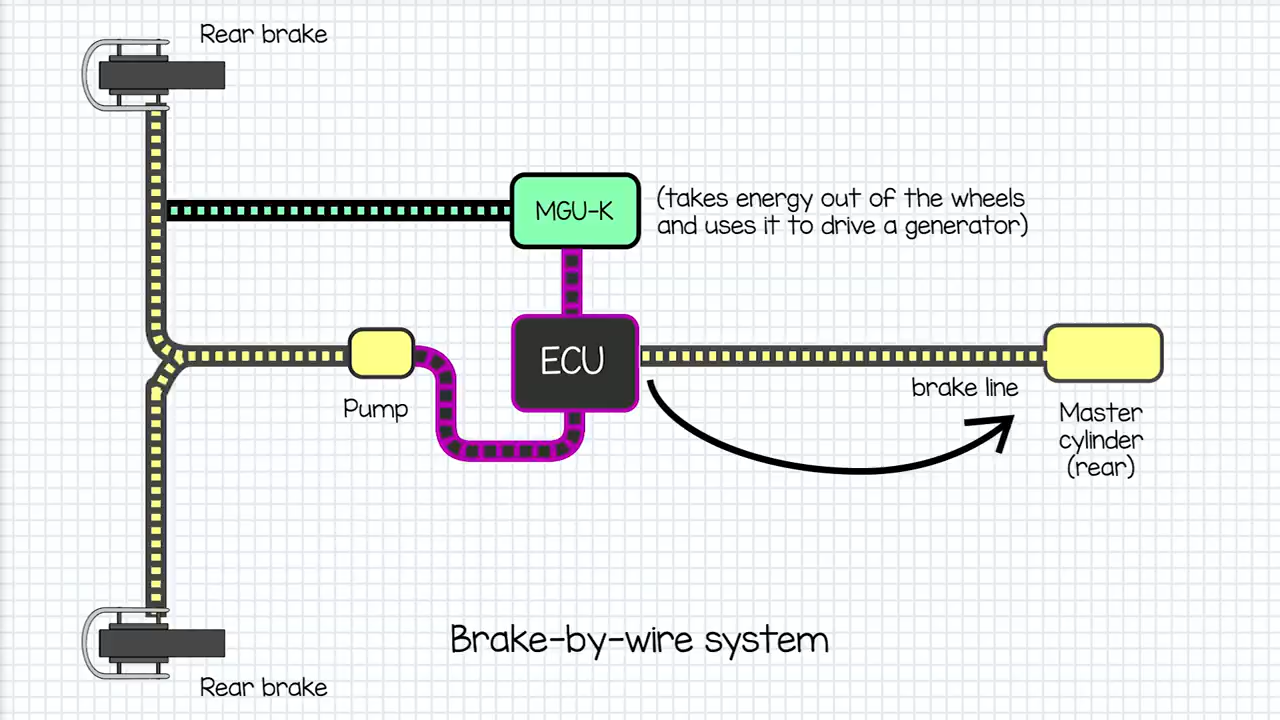 Rear brake
MGU-K
(takes energy out of the wheels
and uses it to drive a generator)
ECU
Pump
brake line
Master
cylinder
(rear)
Brake-by-wire system
Rear brake